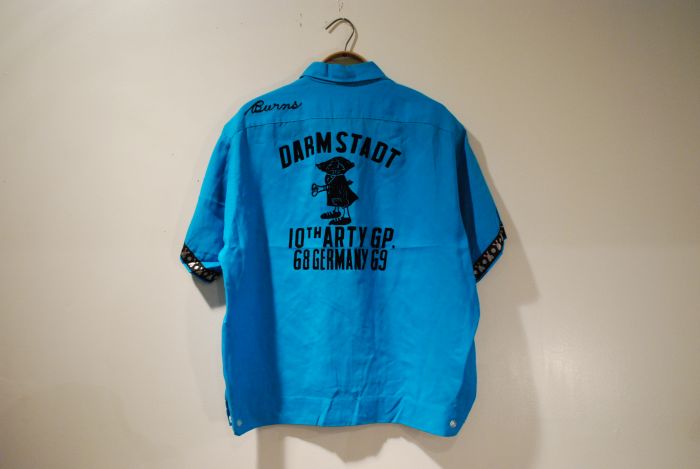 Burns
DARMSTADT
10TH ARTY GP.
68 GERMANY 69